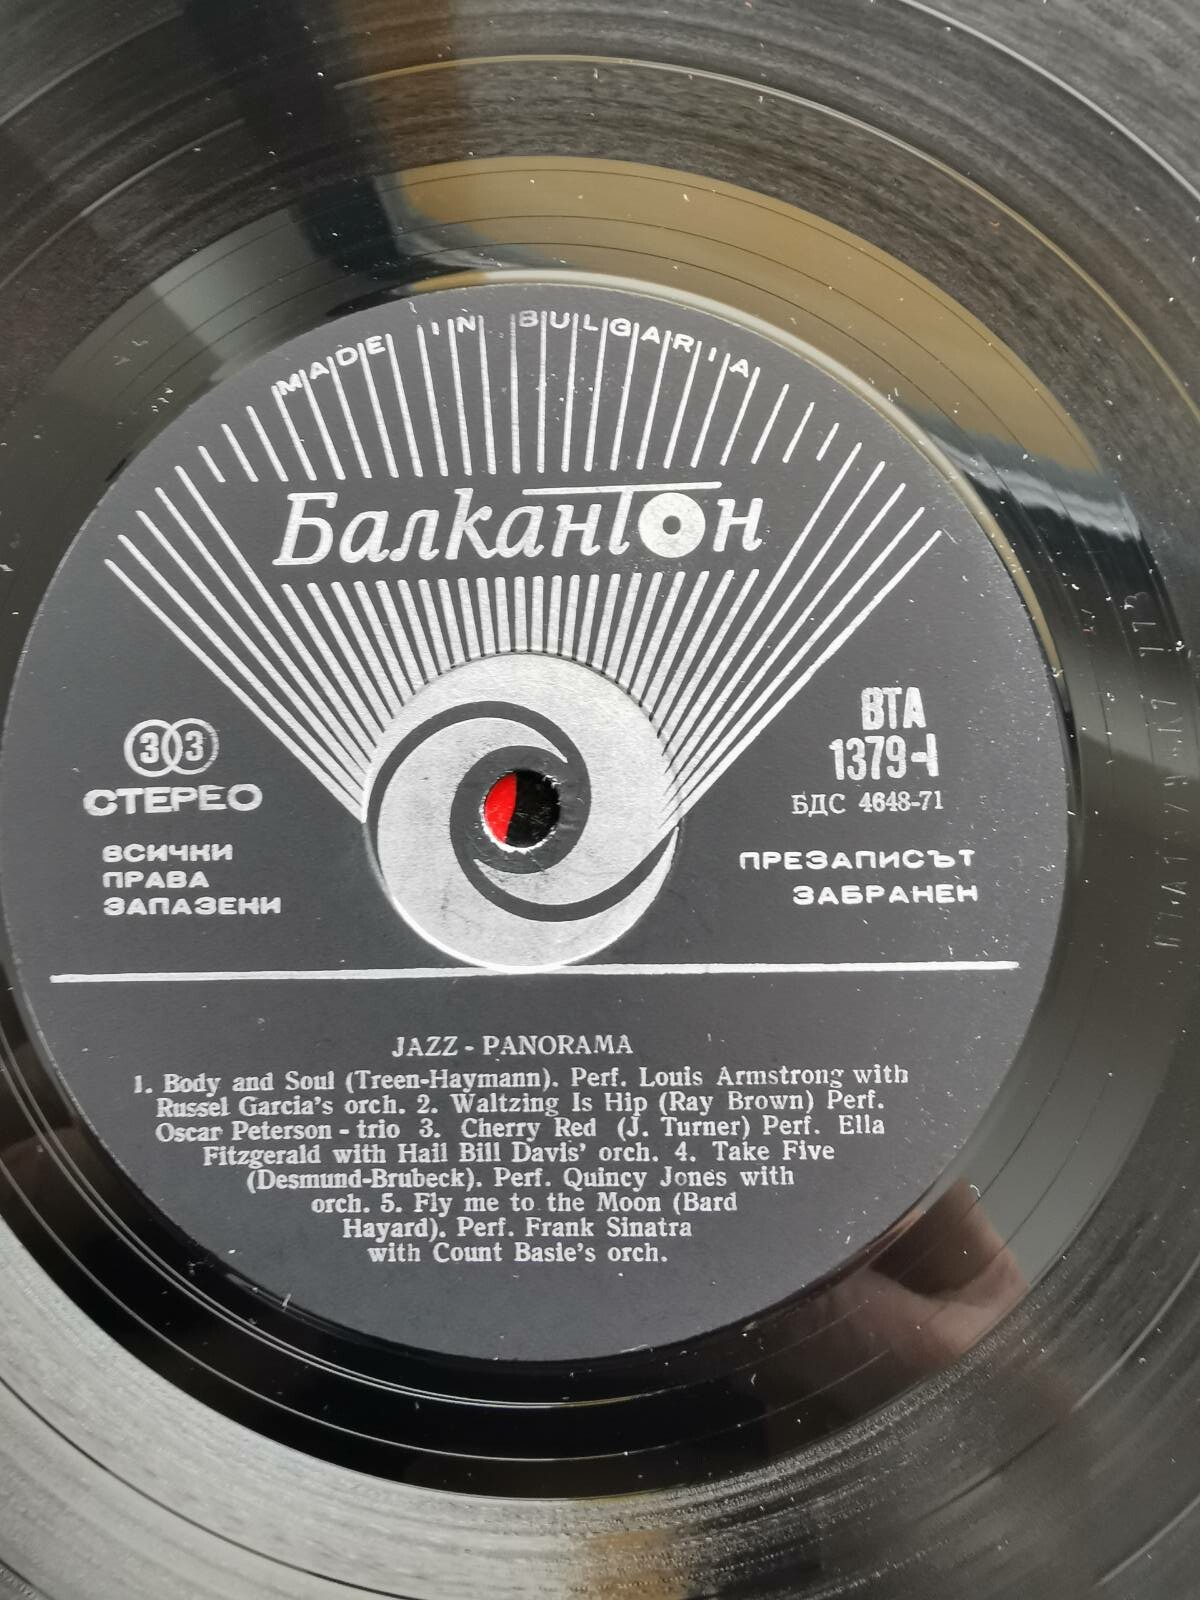 MADE IN BULGARIA
Балкантон
33
СТЕРЕО
ВСИЧКИ
ПРАВА
ЗАПАЗЕНИ
ВТА
1379-I
БДС 4648-71
ПРЕЗАПИСЪТ
ЗАБРАНЕН
JAZZ - PANORAMA
1. Body and Soul (Treen-Haymann). Perf. Louis Armstrong with
Russel Garcia's orch. 2. Waltzing Is Hip (Ray Brown) Perf.
Oscar Peterson - trio 3. Cherry Red (J. Turner) Perf. Ella
Fitzgerald with Hail Bill Davis' orch. 4. Take Five
(Desmund-Brubeck). Perf. Quincy Jones with
orch. 5. Fly me to the Moon (Bard
Hayard). Perf. Frank Sinatra
with Count Basie's orch.